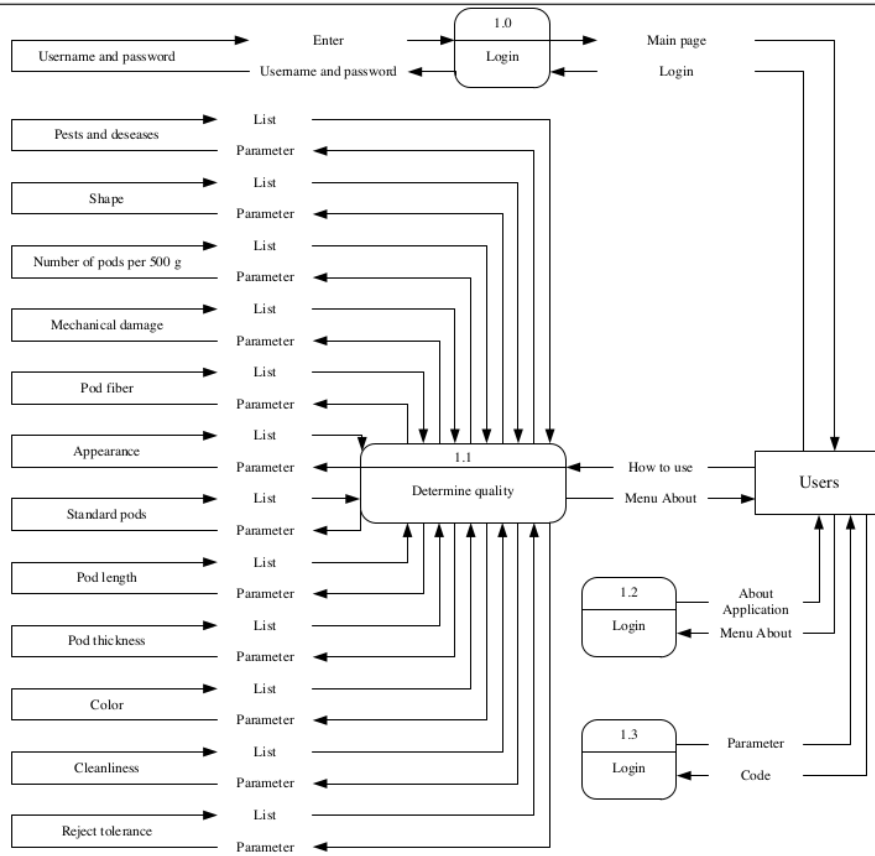 1.0
Enter
Main page
Username and password
Login
Username and password
Login
List
Pests and deseases
Parameter
List
Shape
Parameter
List
Number of pods per 500 g
Parameter
List
Mechanical damage
Parameter
List
Pod fiber
Parameter
List
Appearance
1.1
Parameter
How to use
Determine quality
Users
List
Menu About
Standard pods
Parameter
List
Pod length
1.2
Parameter
About
Application
List
Login
Menu About
Pod thickness
Parameter
List
Color
Parameter
1.3
Parameter
List
Login
Cleanliness
Code
Parameter
List
Reject tolerance
Parameter